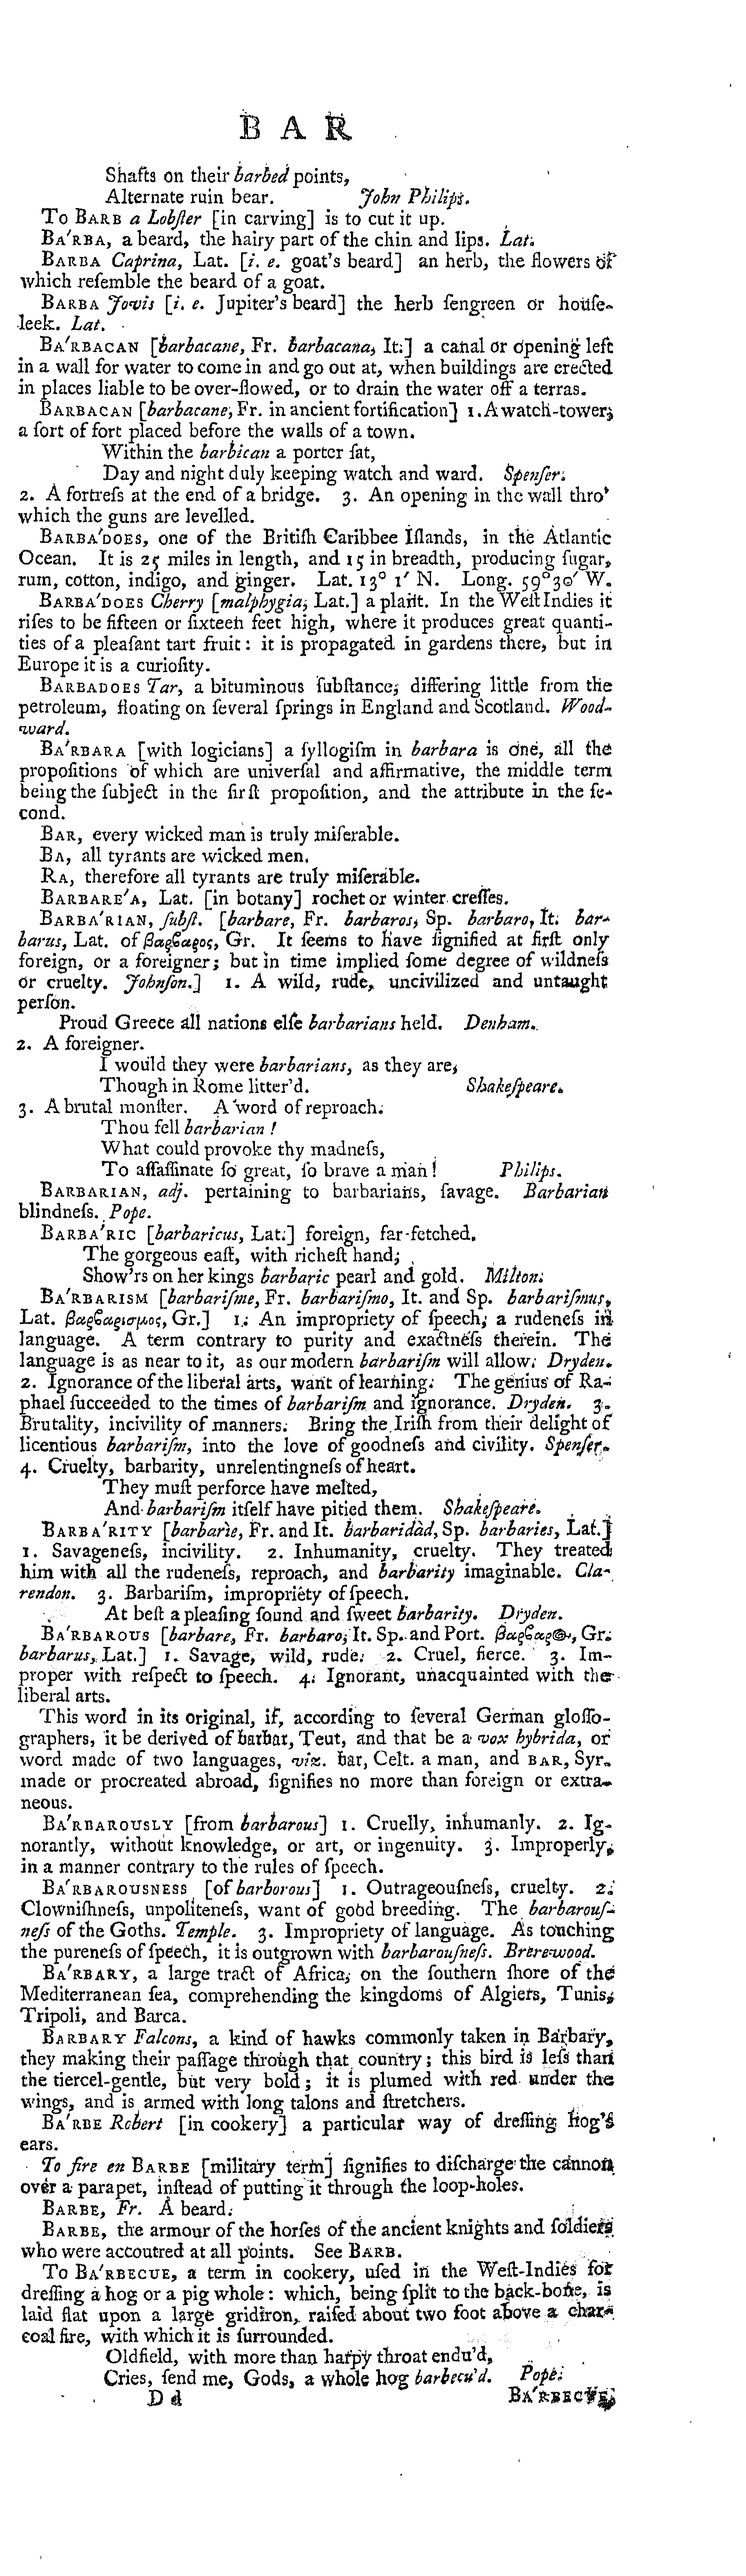 B A R
Shafts on their barbed points,
Alternate ruin bear. John Philips.
To BARB a Lobſter [in carving] is to cut it up.
BA'RBA, a beard, the hairy part of the chin and lips. Lat.
BARBA Caprina, Lat. [i. e. goat's beard] an herb, the flowers of
which reſemble the beard of a goat.
BARBA Jovis [i. e. Jupiter's beard] the herb ſengreen or houſe-
leek. Lat.
BA'RBACAN [barbacane, Fr. barbacana, It.] a canal or opening left
in a wall for water to come in and go out at, when buildings are erected
in places liable to be over-flowed, or to drain the water off a terras.
BARBACAN [barbacane, Fr. in ancient fortification] 1. A watch-tower;
a ſort of fort placed before the walls of a town.
Within the barbican a porter ſat,
Day and night duly keeping watch and ward. Spenſer.
2. A fortreſs at the end of a bridge. 3. An opening in the wall thro'
which the guns are levelled.
BARBA'DOES, one of the Britiſh Caribbee Iſlands, in the Atlantic
Ocean. It is 25 miles in length, and 15 in breadth, producing ſugar,
rum, cotton, indigo, and ginger. Lat. 13° 1′ N. Long. 59° 30′ W.
BARBA'DOES Cherry [malphygia, Lat.] a plant. In the Weſt Indies it
riſes to be fifteen or ſixteen feet high, where it produces great quanti-
ties of a pleaſant tart fruit: it is propagated in gardens there, but in
Europe it is a curioſity.
BARBADOES Tar, a bituminous ſubſtance, differing little from the
petroleum, floating on ſeveral ſprings in England and Scotland. Wood-
ward.
BA'RBARA [with logicians] a ſyllogiſm in barbara is one, all the
propoſitions of which are univerſal and affirmative, the middle term
being the ſubject in the firſt propoſition, and the attribute in the ſe-
cond.
BAR, every wicked man is truly miſerable.
BA, all tyrants are wicked men.
RA, therefore all tyrants are truly miſerable.
BARBARE'A, Lat. [in botany] rochet or winter creſſes.
BARBA'RIAN, ſubſt. [barbare, Fr. barbaros, Sp. barbaro, It. bar-
barus, Lat. of βαρϐαρος, Gr. It ſeems to have ſignified at firſt only
foreign, or a foreigner; but in time implied ſome degree of wildneſs
or cruelty. Johnſon.] 1. A wild, rude, uncivilized and untaught
perſon.
Proud Greece all nations elſe barbarians held. Denham.
2. A foreigner.
I would they were barbarians, as they are,
Though in Rome litter'd. Shakeſpeare.
3. A brutal monſter. A word of reproach.
Thou fell barbarian!
What could provoke thy madneſs,
To aſſaſſinate ſo great, ſo brave a man! Philips.
BARBARIAN, adj. pertaining to barbarians, ſavage. Barbarian
blindneſs. Pope.
BARBA'RIC [barbaricus, Lat.] foreign, far-fetched.
The gorgeous eaſt, with richeſt hand,
Show'rs on her kings barbaric pearl and gold. Milton.
BA'RBARISM [barbariſme, Fr. barbariſmo, It. and Sp. barbariſmus,
Lat. βαρϐαρισμος, Gr.] 1. An impropriety of ſpeech, a rudeneſs in
language. A term contrary to purity and exactneſs therein. The
language is as near to it, as our modern barbariſm will allow. Dryden.
2. Ignorance of the liberal arts, want of learning. The genius of Ra-
phael ſucceeded to the times of barbariſm and ignorance. Dryden. 3.
Brutality, incivility of manners. Bring the Iriſh from their delight of
licentious barbariſm, into the love of goodneſs and civility. Spenſer.
4. Cruelty, barbarity, unrelentingneſs of heart.
They muſt perforce have melted,
And barbariſm itſelf have pitied them. Shakeſpeare.
BARBA'RITY [barbarie, Fr. and It. barbaridàd, Sp. barbaries, Lat.]
1. Savageneſs, incivility. 2. Inhumanity, cruelty. They treated
him with all the rudeneſs, reproach, and barbarity imaginable. Cla-
rendon. 3. Barbariſm, impropriety of ſpeech.
At beſt a pleaſing ſound and ſweet barbarity. Dryden.
BA'RBAROUS [barbare, Fr. barbaro, It. Sp. and Port. βαρϐαρος, Gr.
barbarus, Lat.] 1. Savage, wild, rude. 2. Cruel, fierce. 3. Im-
proper with reſpect to ſpeech. 4. Ignorant, unacquainted with the
liberal arts.
This word in its original, if, according to ſeveral German gloſſo-
graphers, it be derived of barbar, Teut, and that be a vox hybrida, or
word made of two languages, viz. bar, Celt. a man, and BAR, Syr.
made or procreated abroad, ſignifies no more than foreign or extra-
neous.
BA'RBAROUSLY [from barbarous] 1. Cruelly, inhumanly. 2. Ig-
norantly, without knowledge, or art, or ingenuity. 3. Improperly,
in a manner contrary to the rules of ſpeech.
BA'RBAROUSNESS [of barborous] 1. Outrageouſneſs, cruelty. 2.
Clowniſhneſs, unpoliteneſs, want of good breeding. The barbarouſ-
neſs of the Goths. Temple. 3. Impropriety of language. As touching
the pureneſs of ſpeech, it is outgrown with barbarouſneſs. Brerewood.
BA'RBARY, a large tract of Africa, on the ſouthern ſhore of the
Mediterranean ſea, comprehending the kingdoms of Algiers, Tunis,
Tripoli, and Barca.
BARBARY Falcons, a kind of hawks commonly taken in Barbary,
they making their paſſage through that country; this bird is leſs than
the tiercel-gentle, but very bold; it is plumed with red under the
wings, and is armed with long talons and ſtretchers.
BA'RBE Robert [in cookery] a particular way of dreſſing hog's
ears.
To fire en BARBE [military term] ſignifies to diſcharge the cannon
over a parapet, inſtead of putting it through the loop-holes.
BARBE, Fr. A beard.
BARBE, the armour of the horſes of the ancient knights and ſoldiers
who were accoutred at all points. See BARB.
To BA'RBECUE, a term in cookery, uſed in the Weſt-Indies for
dreſſing a hog or a pig whole: which, being ſplit to the back-bone, is
laid flat upon a large gridiron, raiſed about two foot above a char-
coal fire, with which it is ſurrounded.
Oldfield, with more than harpy throat endu'd,
Cries, ſend me, Gods, a whole hog barbecu'd. Pope.
D d BA'RBECUE,